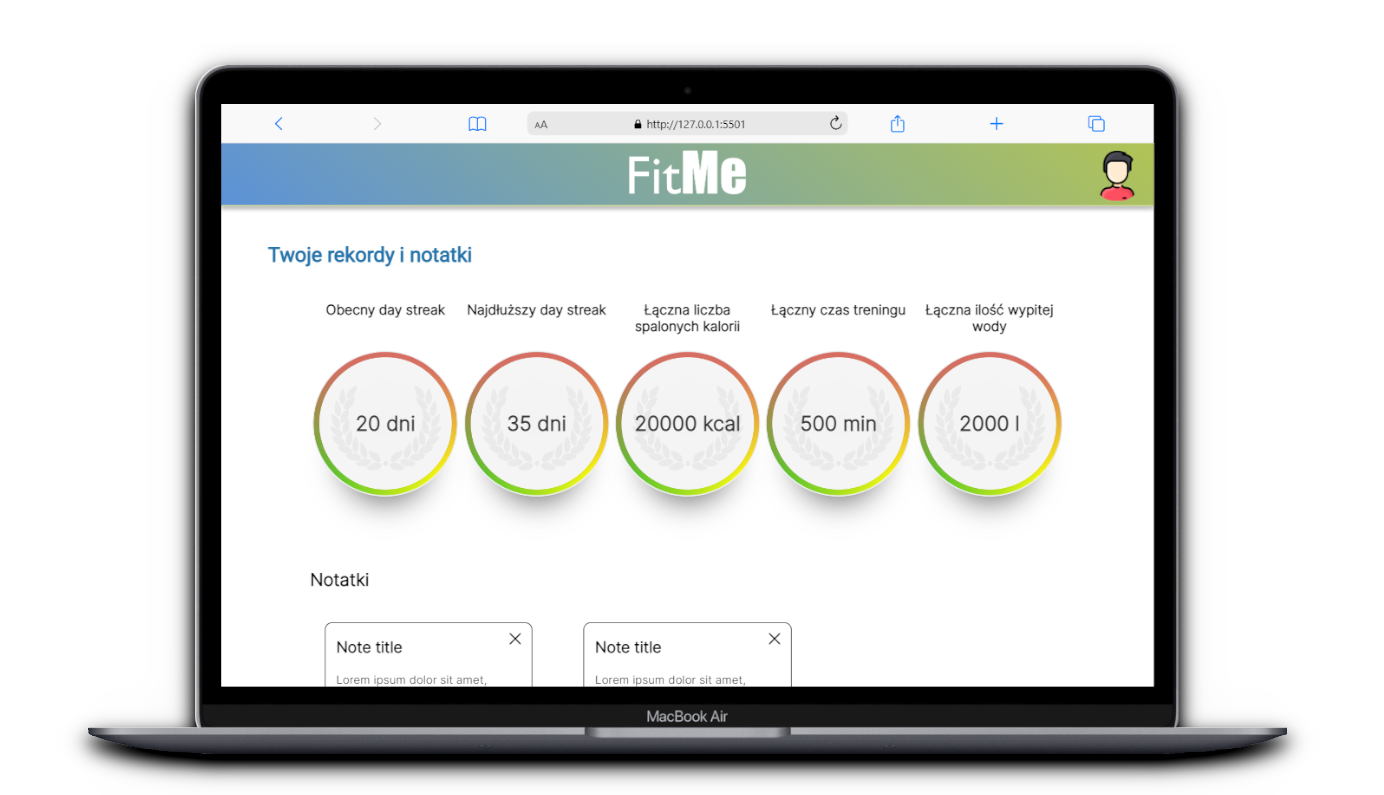 AA
http://127.0.0.1:5501
FitMe
Twoje rekordy i notatki
Obecny day streak
Najdłuższy day streak
Łączna liczba
spalonych kalorii
Łączny czas treningu
Łączna ilość wypitej
wody
20 dni
35 dni
20000 kcal
500 min
2000 l
Notatki
Note title
Lorem ipsum dolor sit amet,
Note title
Lorem ipsum dolor sit amet,
MacBook Air